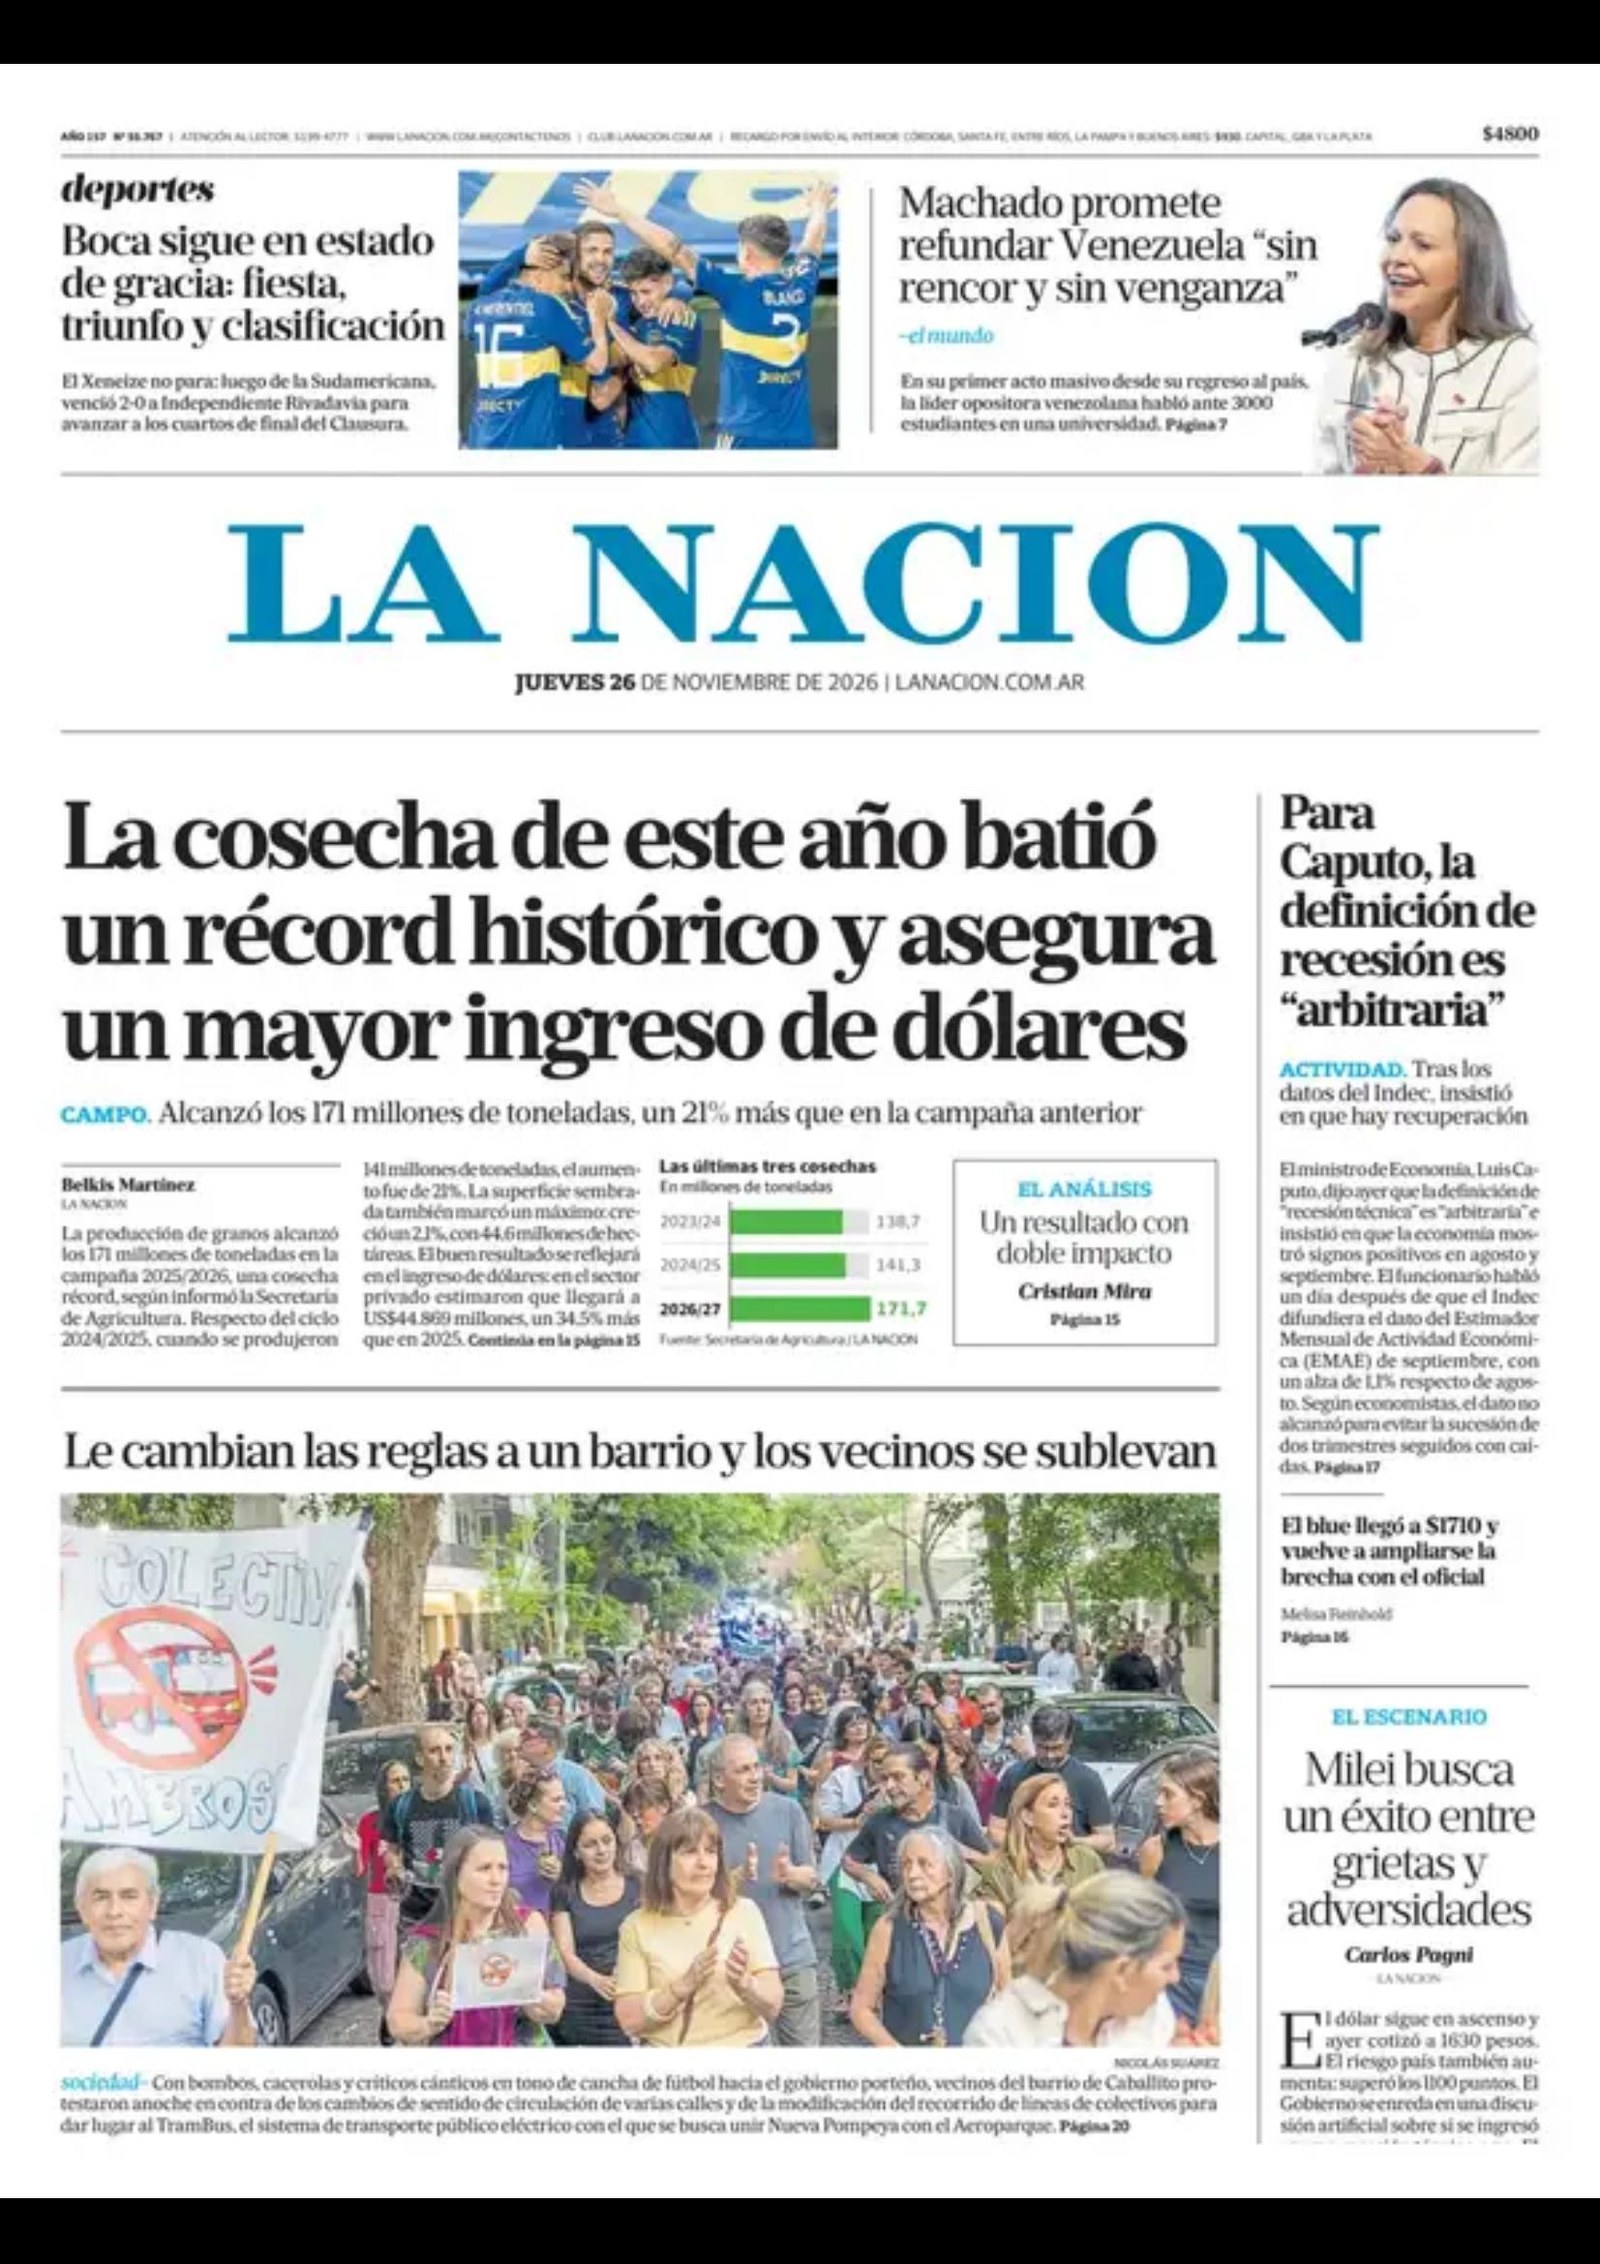 AÑO 157 Nº 55.767 | ATENCIÓN AL LECTOR: 5199-4777 | WWW.LANACION.COM.AR/CONTACTENOS | CLUB.LANACION.COM.AR | RECARGO POR ENVÍO AL INTERIOR: CÓRDOBA, SANTA FE, ENTRE RÍOS, LA PAMPA Y BUENOS AIRES: $930. CAPITAL, GBA Y LA PLATA
$4800
deportes
Boca sigue en estado
de gracia: fiesta,
triunfo y clasificación
El Xeneize no para: luego de la Sudamericana,
venció 2-0 a Independiente Rivadavia para
avanzar a los cuartos de final del Clausura.
16
BLANCO
3
DIRECTV
Machado promete
refundar Venezuela “sin
rencor y sin venganza”
–el mundo
En su primer acto masivo desde su regreso al país,
la líder opositora venezolana habló ante 3000
estudiantes en una universidad. Página 7
LA NACION
JUEVES 26 DE NOVIEMBRE DE 2026 | LANACION.COM.AR
La cosecha de este año batió
un récord histórico y asegura
un mayor ingreso de dólares
CAMPO. Alcanzó los 171 millones de toneladas, un 21% más que en la campaña anterior
Belkis Martínez
LA NACION
La producción de granos alcanzó
los 171 millones de toneladas en la
campaña 2025/2026, una cosecha
récord, según informó la Secretaría
de Agricultura. Respecto del ciclo
2024/2025, cuando se produjeron
141 millones de toneladas, el aumen-
to fue de 21%. La superficie sembra-
da también marcó un máximo: cre-
ció un 2,1%, con 44,6 millones de hec-
táreas. El buen resultado se reflejará
en el ingreso de dólares: en el sector
privado estimaron que llegará a
US$44.869 millones, un 34,5% más
que en 2025. Continúa en la página 15
Las últimas tres cosechas
En millones de toneladas
2023/24 138,7
2024/25 141,3
2026/27 171,7
Fuente: Secretaría de Agricultura / LA NACION
EL ANÁLISIS
Un resultado con
doble impacto
Cristian Mira
Página 15
Para
Caputo, la
definición de
recesión es
“arbitraria”
ACTIVIDAD. Tras los
datos del Indec, insistió
en que hay recuperación
El ministro de Economía, Luis Ca-
puto, dijo ayer que la definición de
“recesión técnica” es “arbitraria” e
insistió en que la economía mos-
tró signos positivos en agosto y
septiembre. El funcionario habló
un día después de que el Indec
difundiera el dato del Estimador
Mensual de Actividad Económi-
ca (EMAE) de septiembre, con
un alza de 1,1% respecto de agos-
to. Según economistas, el dato no
alcanzó para evitar la sucesión de
dos trimestres seguidos con caí-
das. Página 17
El blue llegó a $1710 y
vuelve a ampliarse la
brecha con el oficial
Melisa Reinhold
Página 16
EL ESCENARIO
Milei busca
un éxito entre
grietas y
adversidades
Carlos Pagni
LA NACION
El dólar sigue en ascenso y
ayer cotizó a 1630 pesos.
El riesgo país también au-
menta: superó los 1100 puntos. El
Gobierno se enreda en una discu-
sión artificial sobre si se ingresó
Le cambian las reglas a un barrio y los vecinos se sublevan
COLECTIV
AMBROS
NICOLÁS SUÁREZ
sociedad– Con bombos, cacerolas y críticos cánticos en tono de cancha de fútbol hacia el gobierno porteño, vecinos del barrio de Caballito pro-
testaron anoche en contra de los cambios de sentido de circulación de varias calles y de la modificación del recorrido de líneas de colectivos para
dar lugar al TramBus, el sistema de transporte público eléctrico con el que se busca unir Nueva Pompeya con el Aeroparque. Página 20